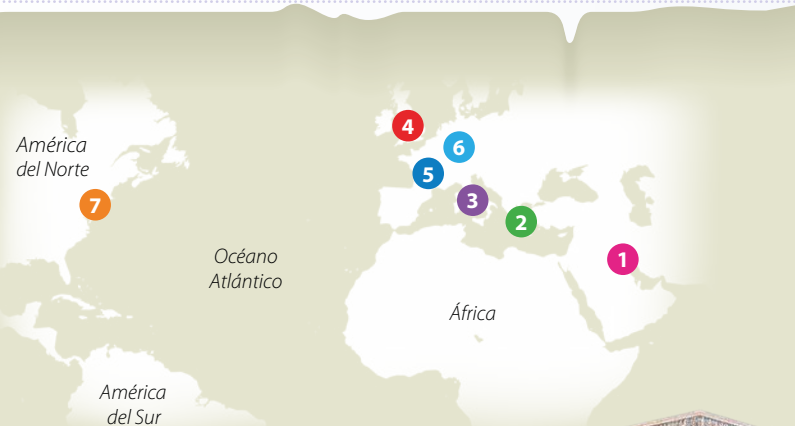 4
América
del Norte
6
5
7
3
2
Océano
Atlántico
1
África
América
del Sur